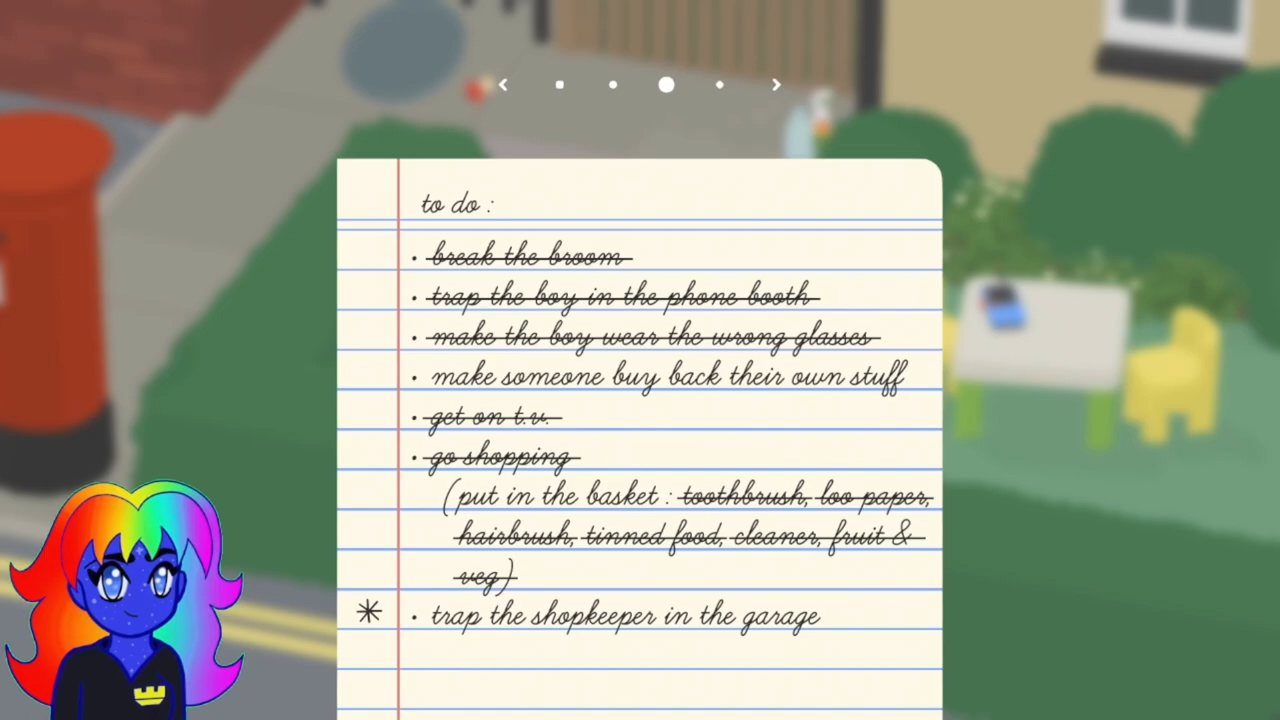 to do :
• break the broom
• trap the boy in the phone booth
• make the boy wear the wrong glasses
• make someone buy back their own stuff
• get on t.v.
• go shopping
(put in the basket : toothbrush, loo paper,
hairbrush, tinned food, cleaner, fruit &
veg)
* • trap the shopkeeper in the garage